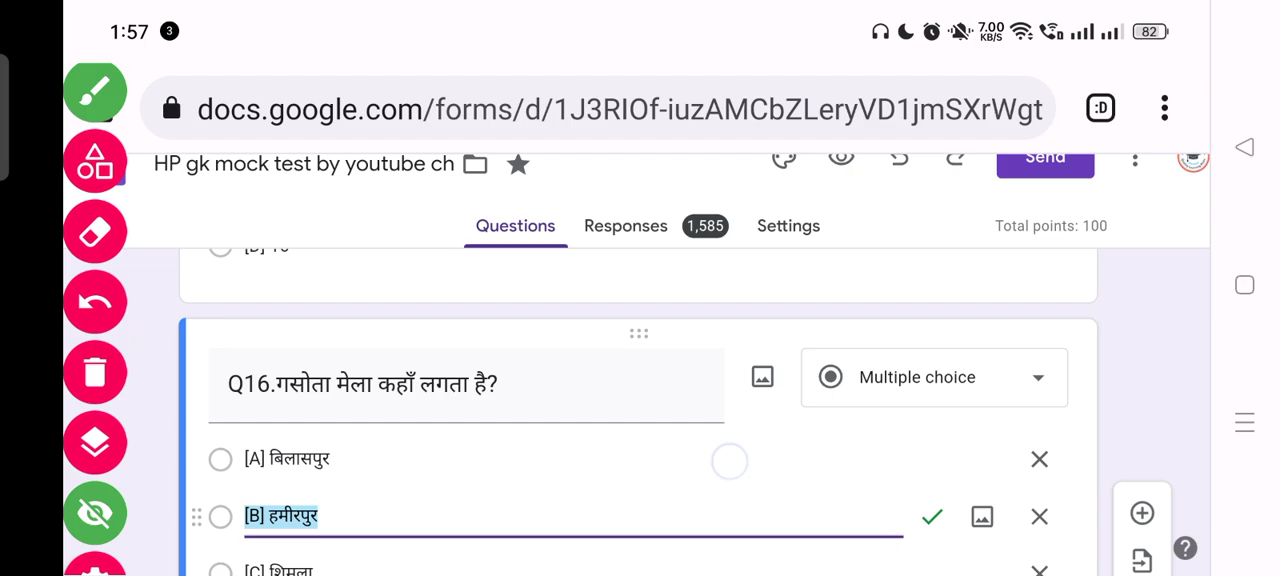 1:57 3 7.00 KB/S 82
docs.google.com/forms/d/1J3RIOf-iuzAMCbZLeryVD1jmSXrWgt :D
HP gk mock test by youtube ch Send
Questions Responses 1,585 Settings Total points: 100
Q16.गसोता मेला कहाँ लगता है? Multiple choice
[A] बिलासपुर
[B] हमीरपुर
[C] शिमला